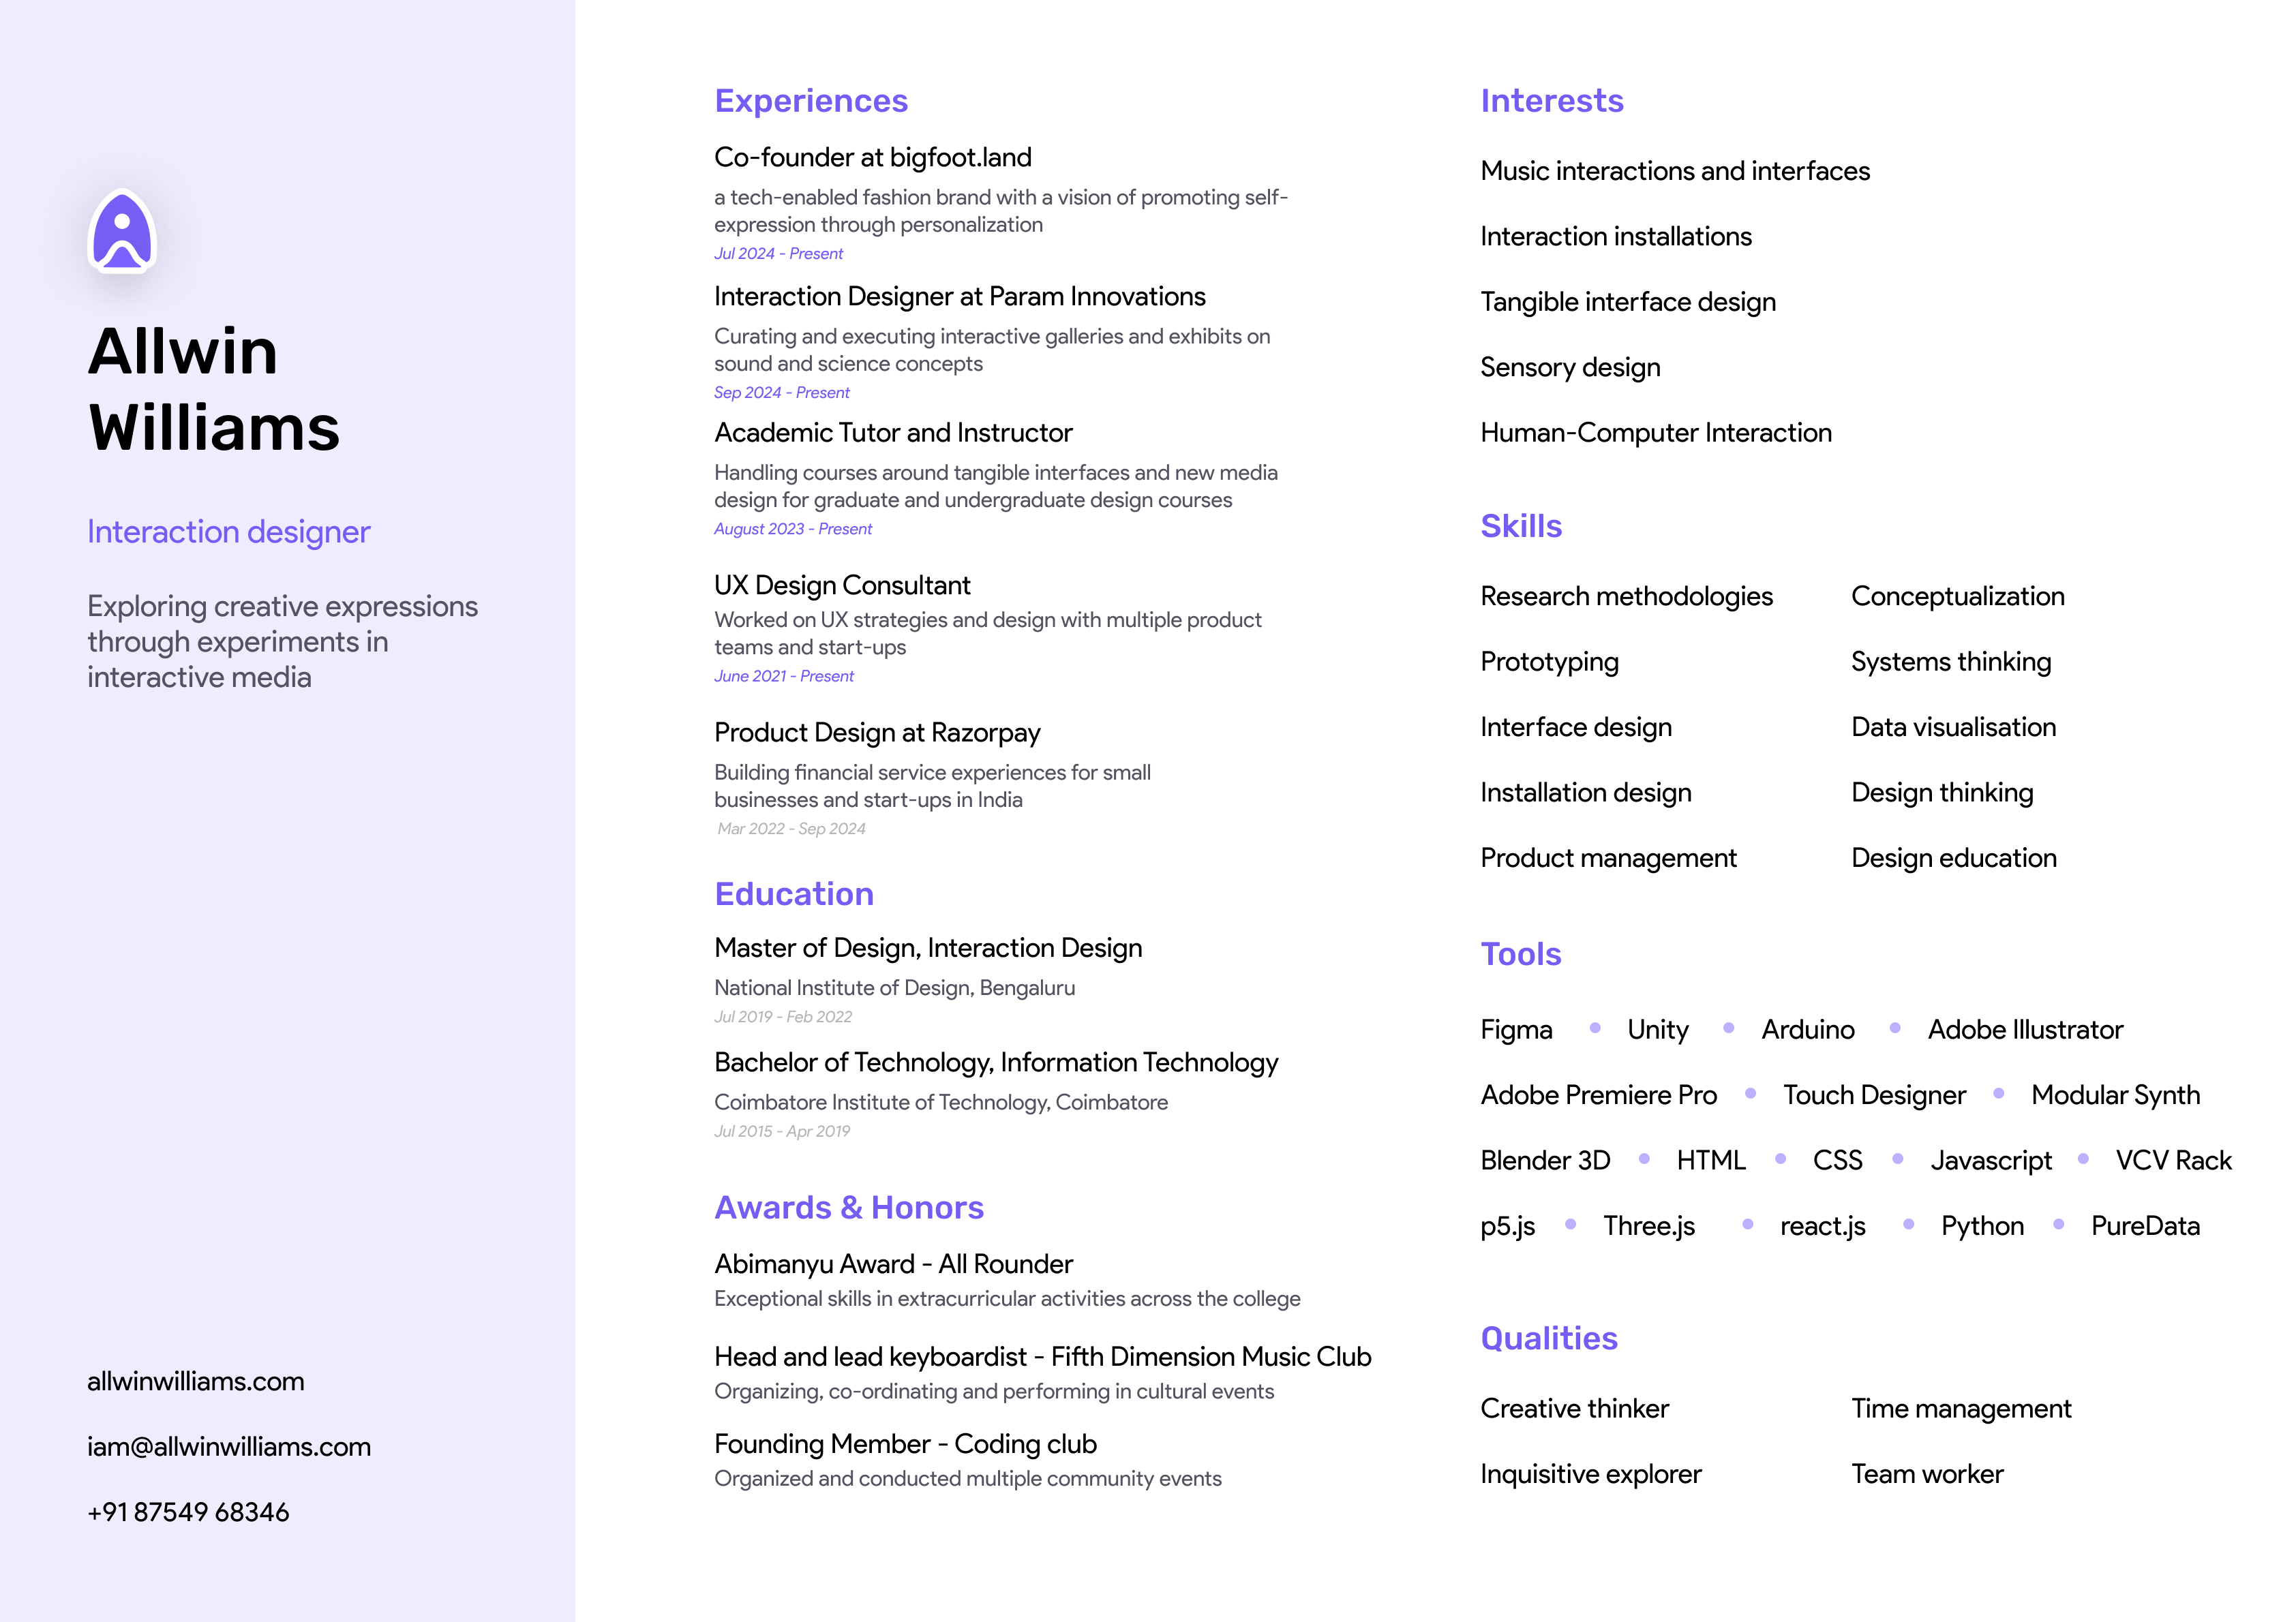 Allwin
Williams
Interaction designer
Exploring creative expressions
through experiments in
interactive media
allwinwilliams.com
iam@allwinwilliams.com
+91 87549 68346
Experiences
Co-founder at bigfoot.land
a tech-enabled fashion brand with a vision of promoting self-
expression through personalization
Jul 2024 - Present
Interaction Designer at Param Innovations
Curating and executing interactive galleries and exhibits on
sound and science concepts
Sep 2024 - Present
Academic Tutor and Instructor
Handling courses around tangible interfaces and new media
design for graduate and undergraduate design courses
August 2023 - Present
UX Design Consultant
Worked on UX strategies and design with multiple product
teams and start-ups
June 2021 - Present
Product Design at Razorpay
Building financial service experiences for small
businesses and start-ups in India
Mar 2022 - Sep 2024
Education
Master of Design, Interaction Design
National Institute of Design, Bengaluru
Jul 2019 - Feb 2022
Bachelor of Technology, Information Technology
Coimbatore Institute of Technology, Coimbatore
Jul 2015 - Apr 2019
Awards & Honors
Abimanyu Award - All Rounder
Exceptional skills in extracurricular activities across the college
Head and lead keyboardist - Fifth Dimension Music Club
Organizing, co-ordinating and performing in cultural events
Founding Member - Coding club
Organized and conducted multiple community events
Interests
Music interactions and interfaces
Interaction installations
Tangible interface design
Sensory design
Human-Computer Interaction
Skills
Research methodologies Conceptualization
Prototyping Systems thinking
Interface design Data visualisation
Installation design Design thinking
Product management Design education
Tools
Figma • Unity • Arduino • Adobe Illustrator
Adobe Premiere Pro • Touch Designer • Modular Synth
Blender 3D • HTML • CSS • Javascript • VCV Rack
p5.js • Three.js • react.js • Python • PureData
Qualities
Creative thinker Time management
Inquisitive explorer Team worker